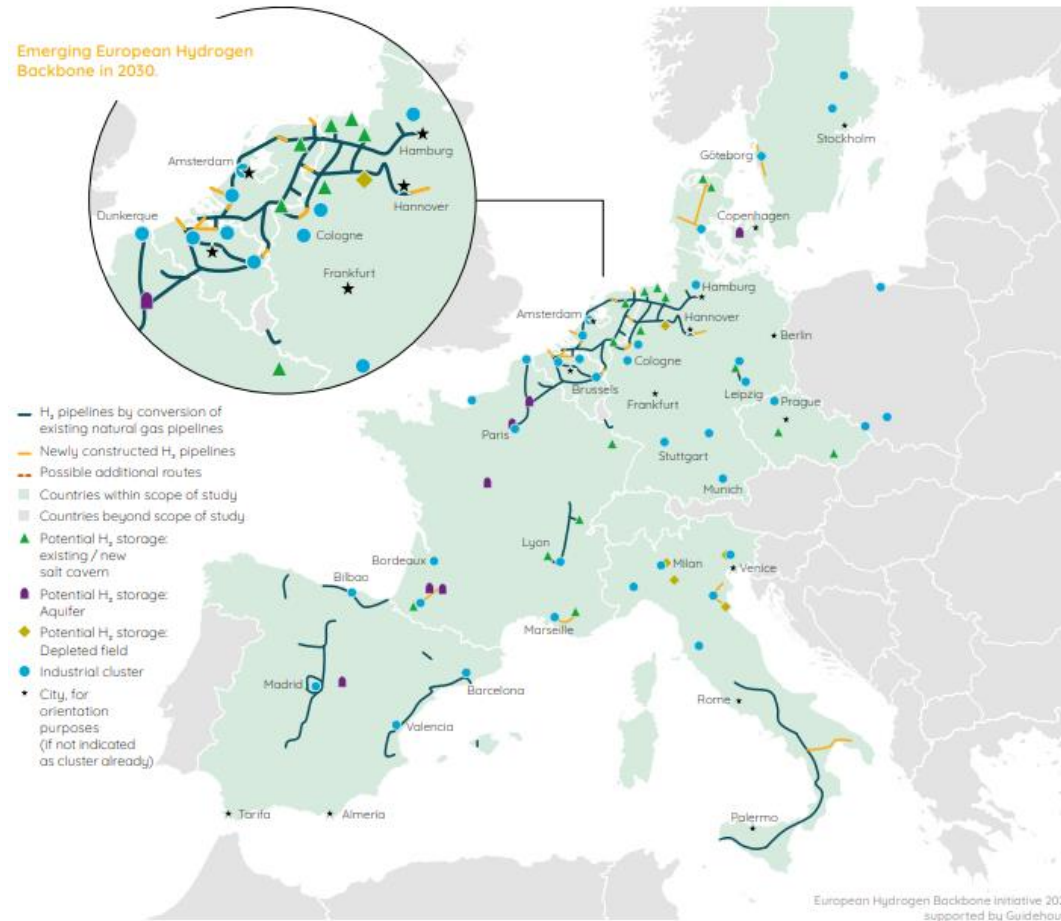 Emerging European Hydrogen
Backbone in 2030.
Amsterdam
Hamburg
Dunkerque
Hannover
Cologne
Frankfurt
Stockholm
Göteborg
Copenhagen
Hamburg
Amsterdam
Hannover
Berlin
Cologne
Brussels
Leipzig
Frankfurt
Prague
Paris
Stuttgart
Munich
Lyon
Milan
Venice
Bordeaux
Bilbao
Marseille
Madrid
Barcelona
Rome
Valencia
Tarifa
Almería
Palermo
H₂ pipelines by conversion of
existing natural gas pipelines
Newly constructed H₂ pipelines
Possible additional routes
Countries within scope of study
Countries beyond scope of study
Potential H₂ storage:
existing / new
salt cavern
Potential H₂ storage:
Aquifer
Potential H₂ storage:
Depleted field
Industrial cluster
City, for
orientation
purposes
(if not indicated
as cluster already)
European Hydrogen Backbone initiative
supported by